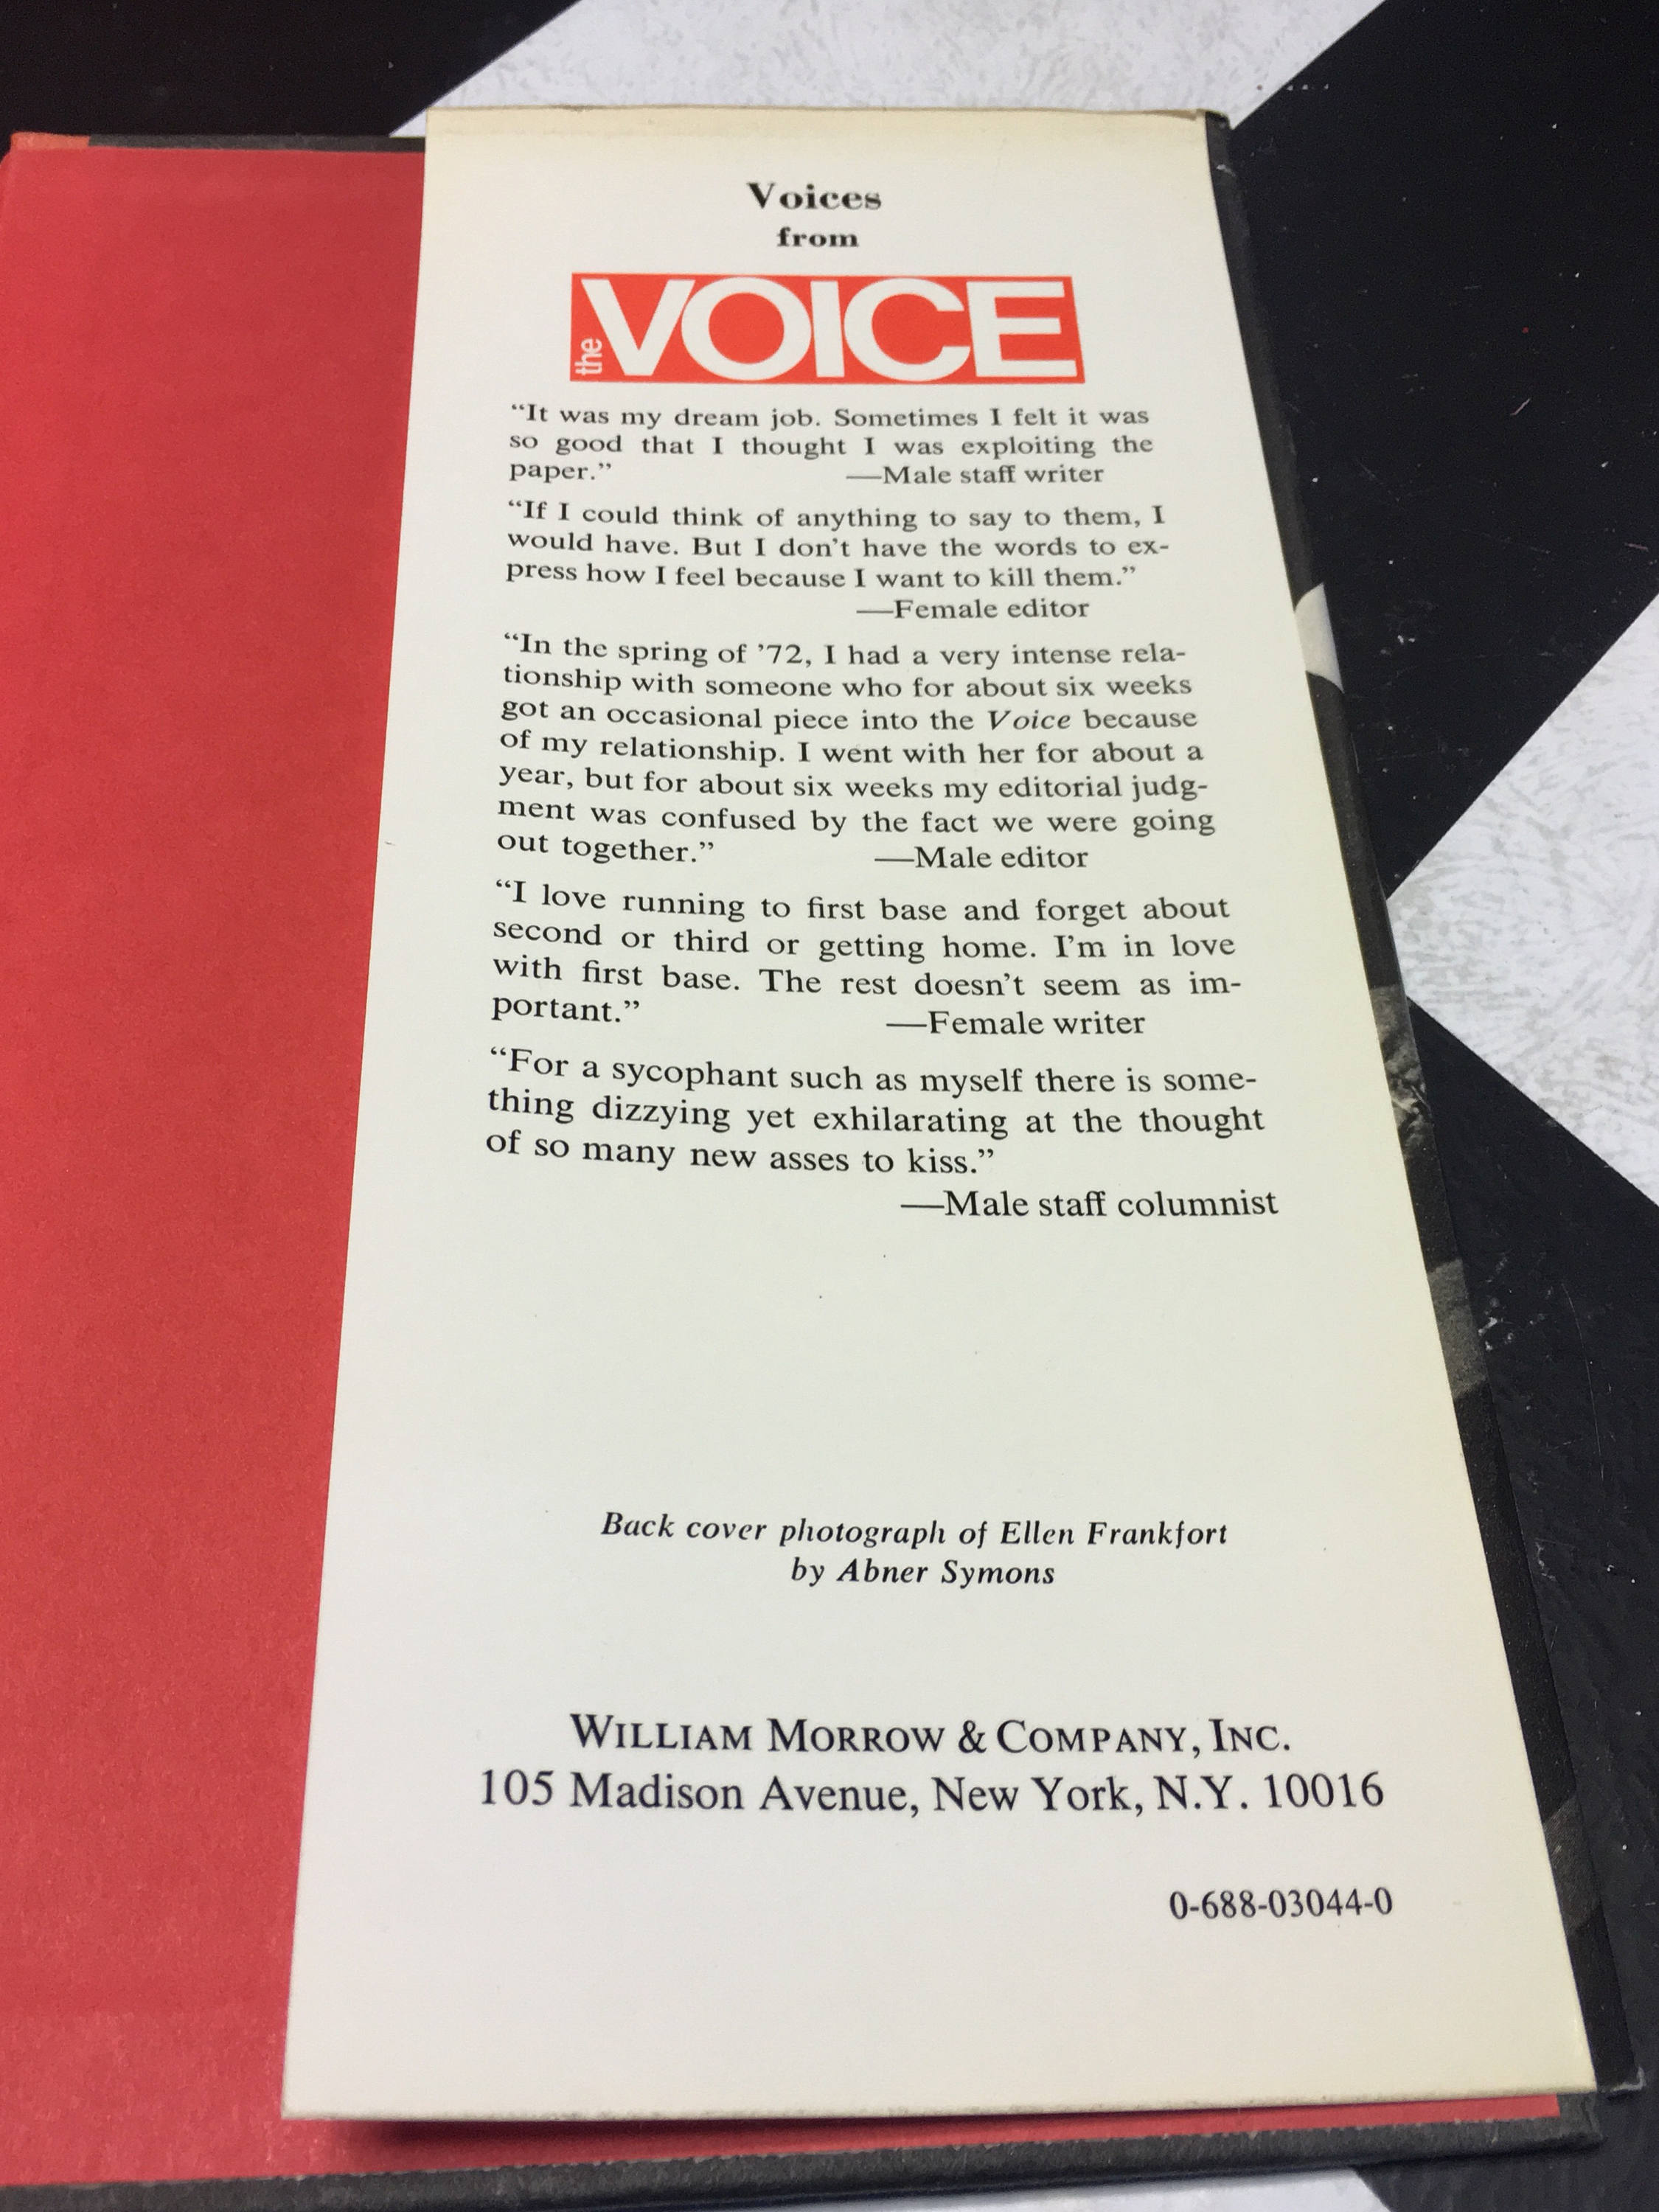 Voices
from
the VOICE
“It was my dream job. Sometimes I felt it was
so good that I thought I was exploiting the
paper.” —Male staff writer
“If I could think of anything to say to them, I
would have. But I don’t have the words to ex-
press how I feel because I want to kill them.”
—Female editor
“In the spring of ’72, I had a very intense rela-
tionship with someone who for about six weeks
got an occasional piece into the Voice because
of my relationship. I went with her for about a
year, but for about six weeks my editorial judg-
ment was confused by the fact we were going
out together.” —Male editor
“I love running to first base and forget about
second or third or getting home. I’m in love
with first base. The rest doesn’t seem as im-
portant.” —Female writer
“For a sycophant such as myself there is some-
thing dizzying yet exhilarating at the thought
of so many new asses to kiss.”
—Male staff columnist
Back cover photograph of Ellen Frankfort
by Abner Symons
WILLIAM MORROW & COMPANY, INC.
105 Madison Avenue, New York, N.Y. 10016
0-688-03044-0